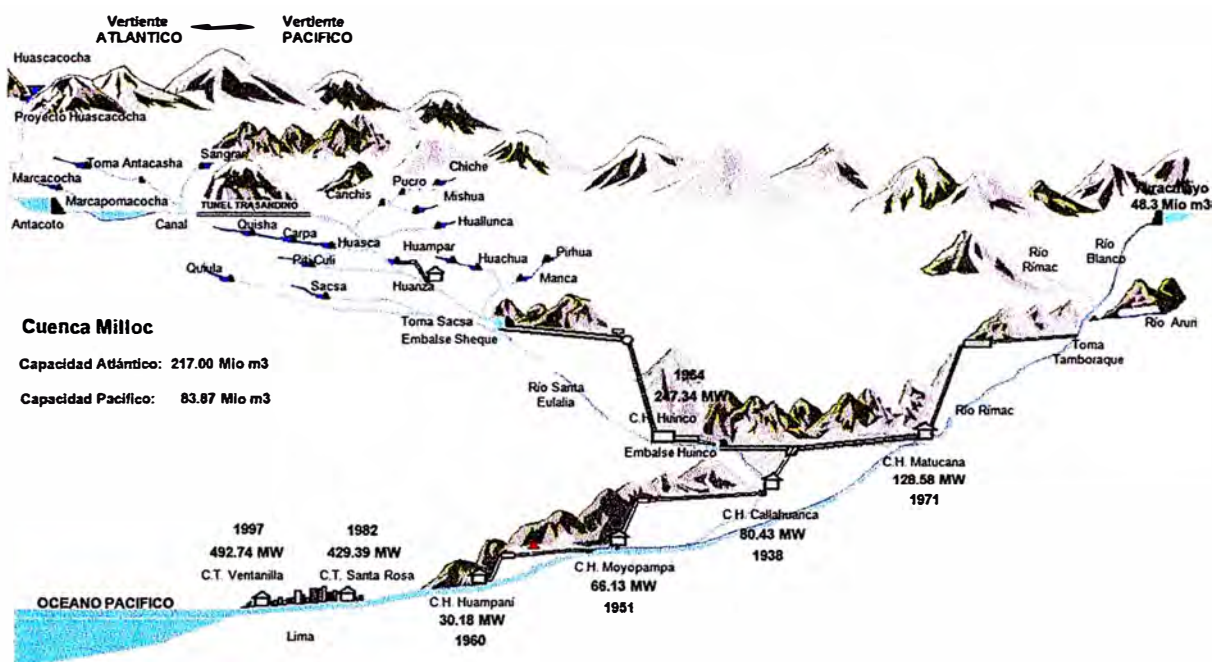 Vertiente
ATLANTICO
Vertiente
PACIFICO
Huascacocha
Proyecto Huascacocha
Toma Antacasha
Sangrar
Marcacocha
Marcapomacocha
Antacoto
Canal
TUNEL TRASANDINO
Canchis
Pucro
Chiche
Mishua
Huallunca
Quisha
Carpa
Huasca
Huampar
Huachua
Pirhua
Manca
Quiula
Piti Culi
Sacsa
Huanza
Toma Sacsa
Embalse Sheque
48.3 Mio m3
Río
Blanco
Río
Rimac
Río Aruri
Toma
Tamboraque
Cuenca Milloc
Capacidad Atlántico: 217.00 Mio m3
Capacidad Pacífico: 83.87 Mio m3
Río Santa
Eulalia
1964
247.34 MW
C.H. Huinco
Embalse Huinco
Río Rímac
C.H. Matucana
128.58 MW
1971
C.H. Callahuanca
80.43 MW
1938
C.H. Moyopampa
66.13 MW
1951
C.H. Huampaní
30.18 MW
1960
1997
492.74 MW
C.T. Ventanilla
1982
429.39 MW
C.T. Santa Rosa
OCEANO PACIFICO
Lima